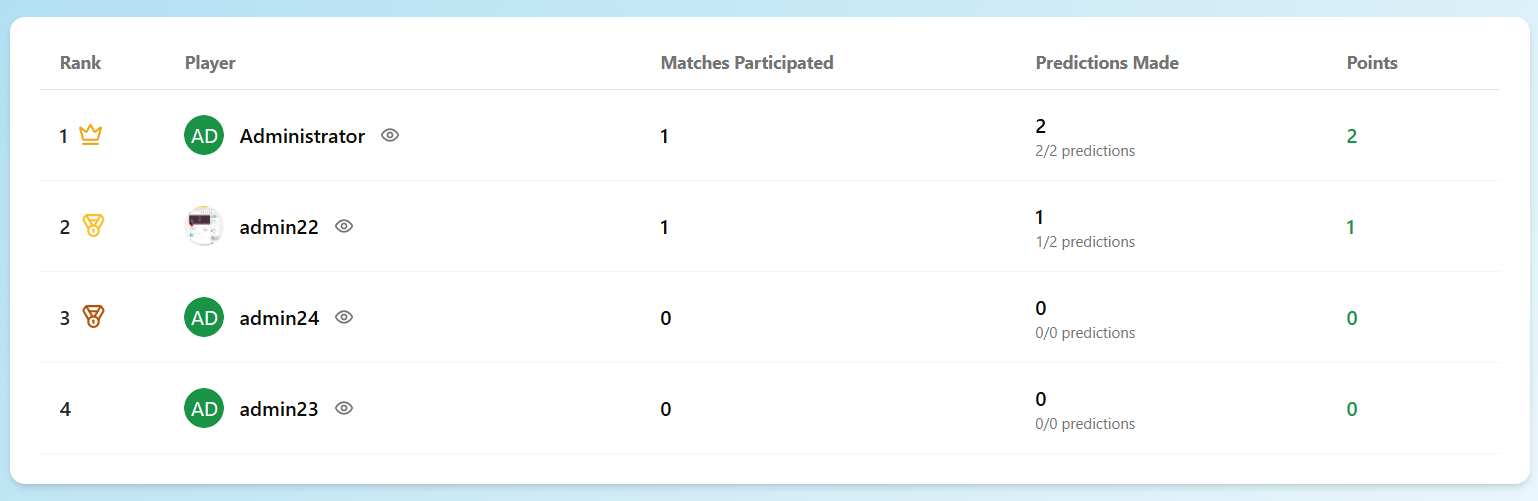 Rank Player Matches Participated Predictions Made Points
1 AD Administrator 1 2 2
2/2 predictions
2 admin22 1 1 1
1/2 predictions
3 AD admin24 0 0 0
0/0 predictions
4 AD admin23 0 0 0
0/0 predictions